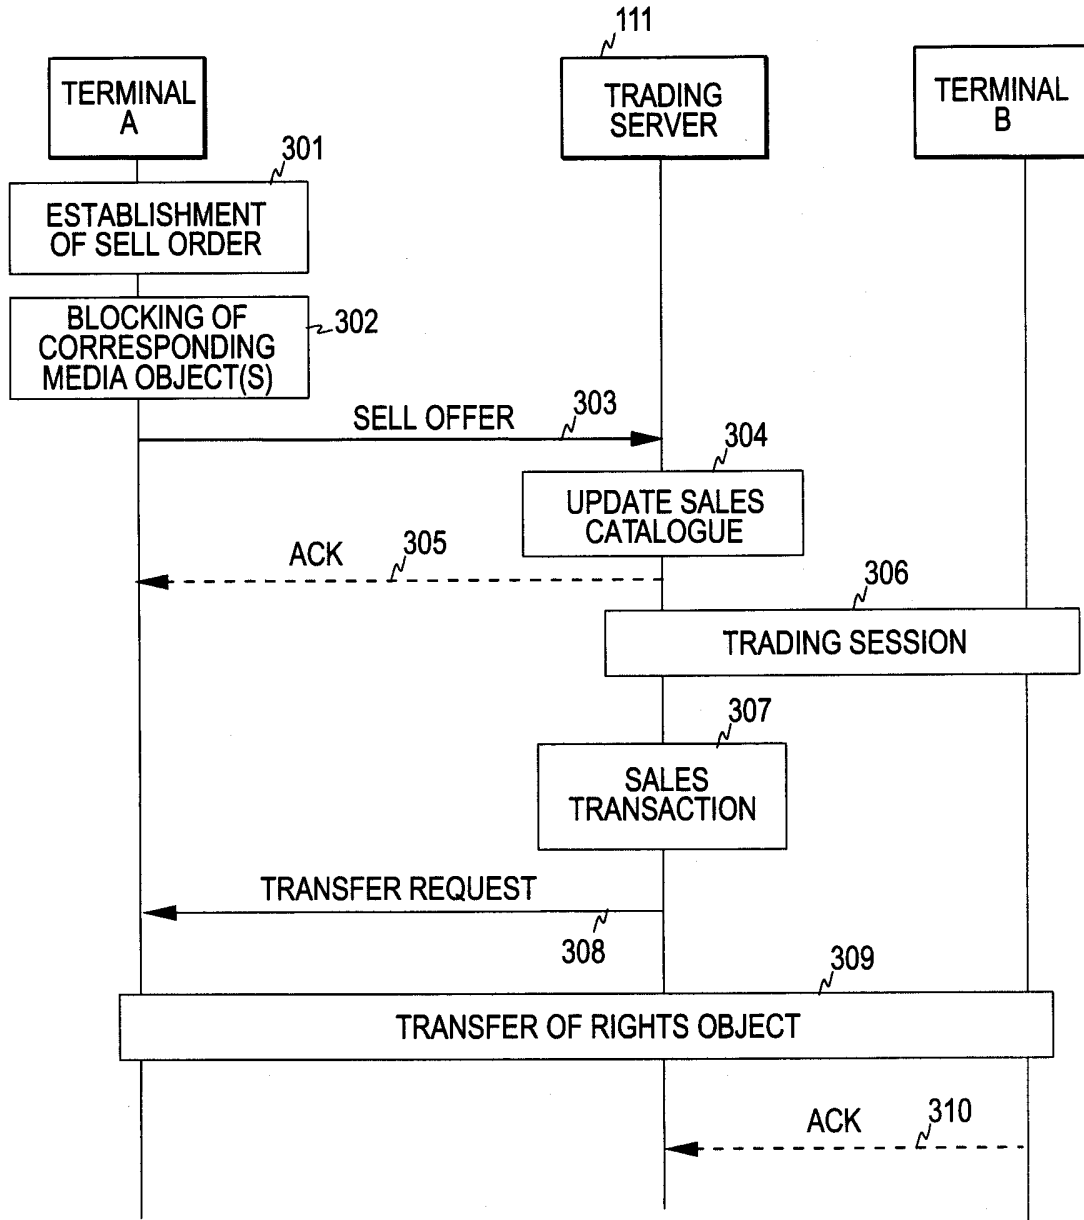 111
TERMINAL
A
TRADING
SERVER
TERMINAL
B
301
ESTABLISHMENT
OF SELL ORDER
BLOCKING OF
CORRESPONDING
MEDIA OBJECT(S)
302
SELL OFFER
303
304
UPDATE SALES
CATALOGUE
ACK
305
306
TRADING SESSION
307
SALES
TRANSACTION
TRANSFER REQUEST
308
309
TRANSFER OF RIGHTS OBJECT
ACK
310